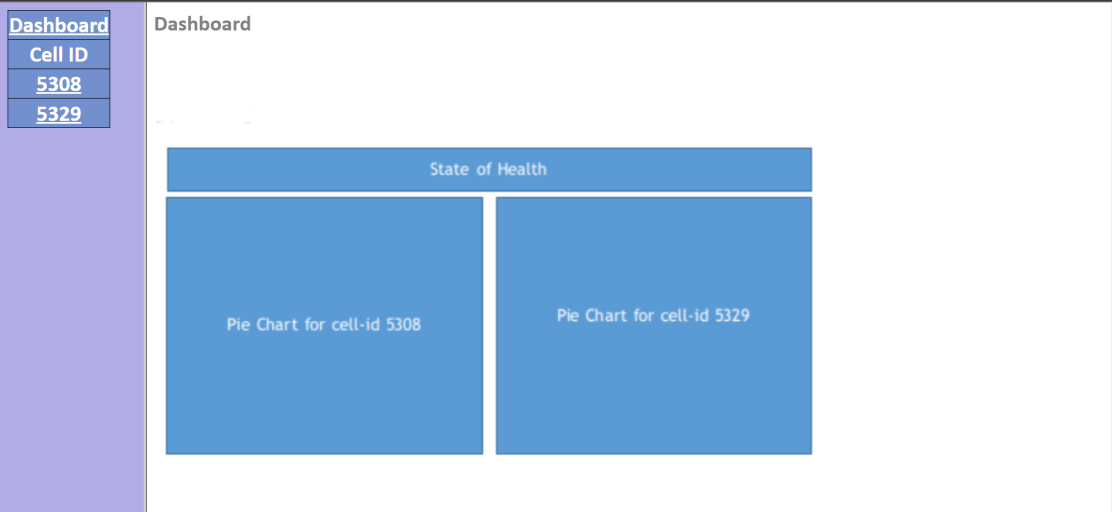 Dashboard
Cell ID
5308
5329
Dashboard
State of Health
Pie Chart for cell-id 5308
Pie Chart for cell-id 5329